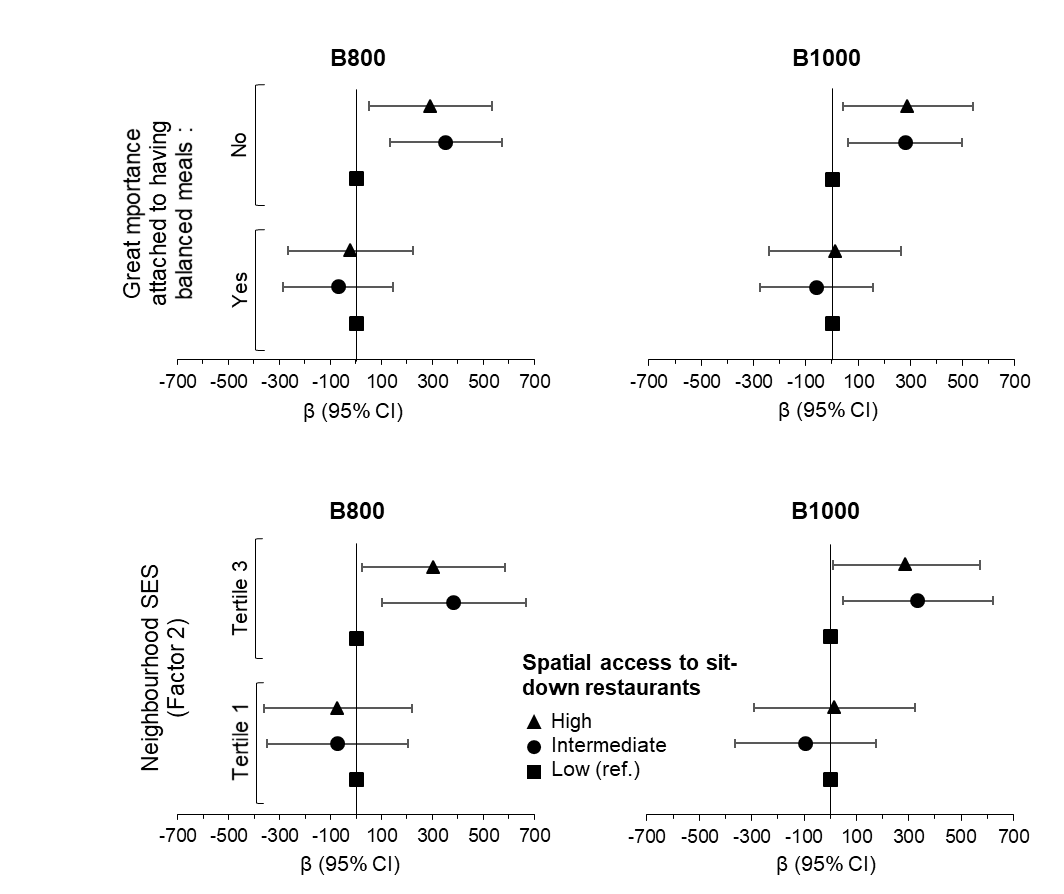 B800
B1000
Great mportance
attached to having
balanced meals :
No
Yes
-700 -500 -300 -100 100 300 500 700
β (95% CI)
-700 -500 -300 -100 100 300 500 700
β (95% CI)
B800
B1000
Neighbourhood SES
(Factor 2)
Tertile 3
Tertile 1
Spatial access to sit-
down restaurants
High
Intermediate
Low (ref.)
-700 -500 -300 -100 100 300 500 700
β (95% CI)
-700 -500 -300 -100 100 300 500 700
β (95% CI)